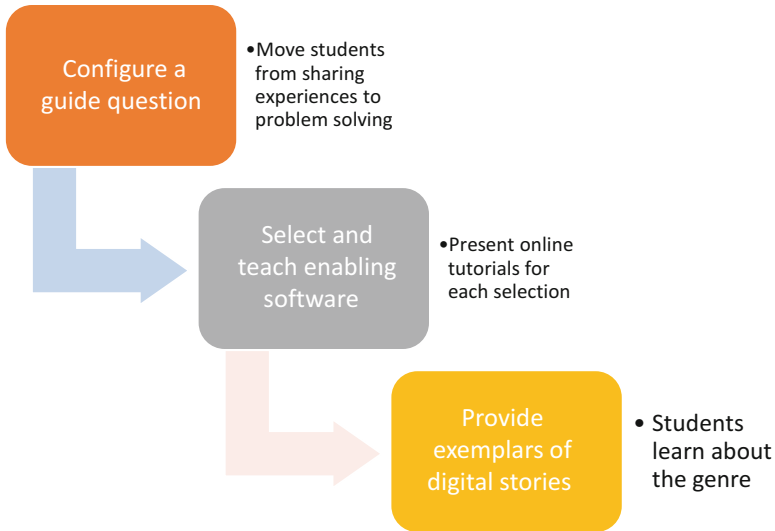 Configure a
guide question
•Move students
from sharing
experiences to
problem solving
Select and
teach enabling
software
•Present online
tutorials for
each selection
Provide
exemplars of
digital stories
• Students
learn about
the genre